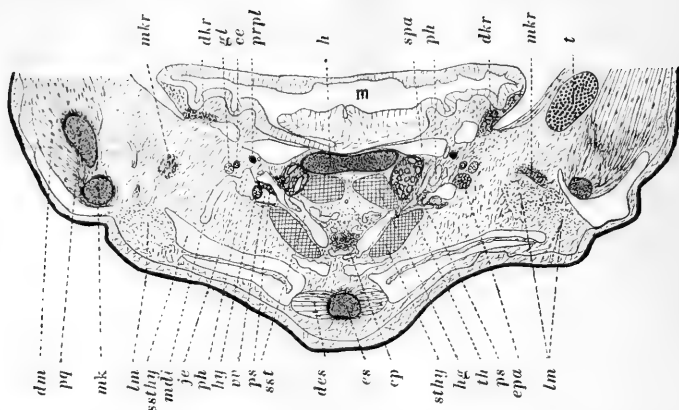 mkr
dkr
gl
ce
prpl
h
spa
ph
dkr
mkr
t
m
dm
pq
mk
lm
ssthy
mdi
je
ph
hy
vr
ps
sst
des
es
cp
sthy
hg
th
ps
epa
lm